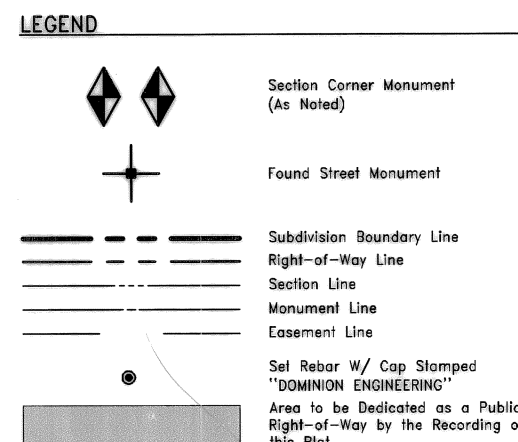 LEGEND
Section Corner Monument
(As Noted)
Found Street Monument
Subdivision Boundary Line
Right-of-Way Line
Section Line
Monument Line
Easement Line
Set Rebar W/ Cap Stamped
"DOMINION ENGINEERING"
Area to be Dedicated as a Public
Right-of-Way by the Recording o
this Plat